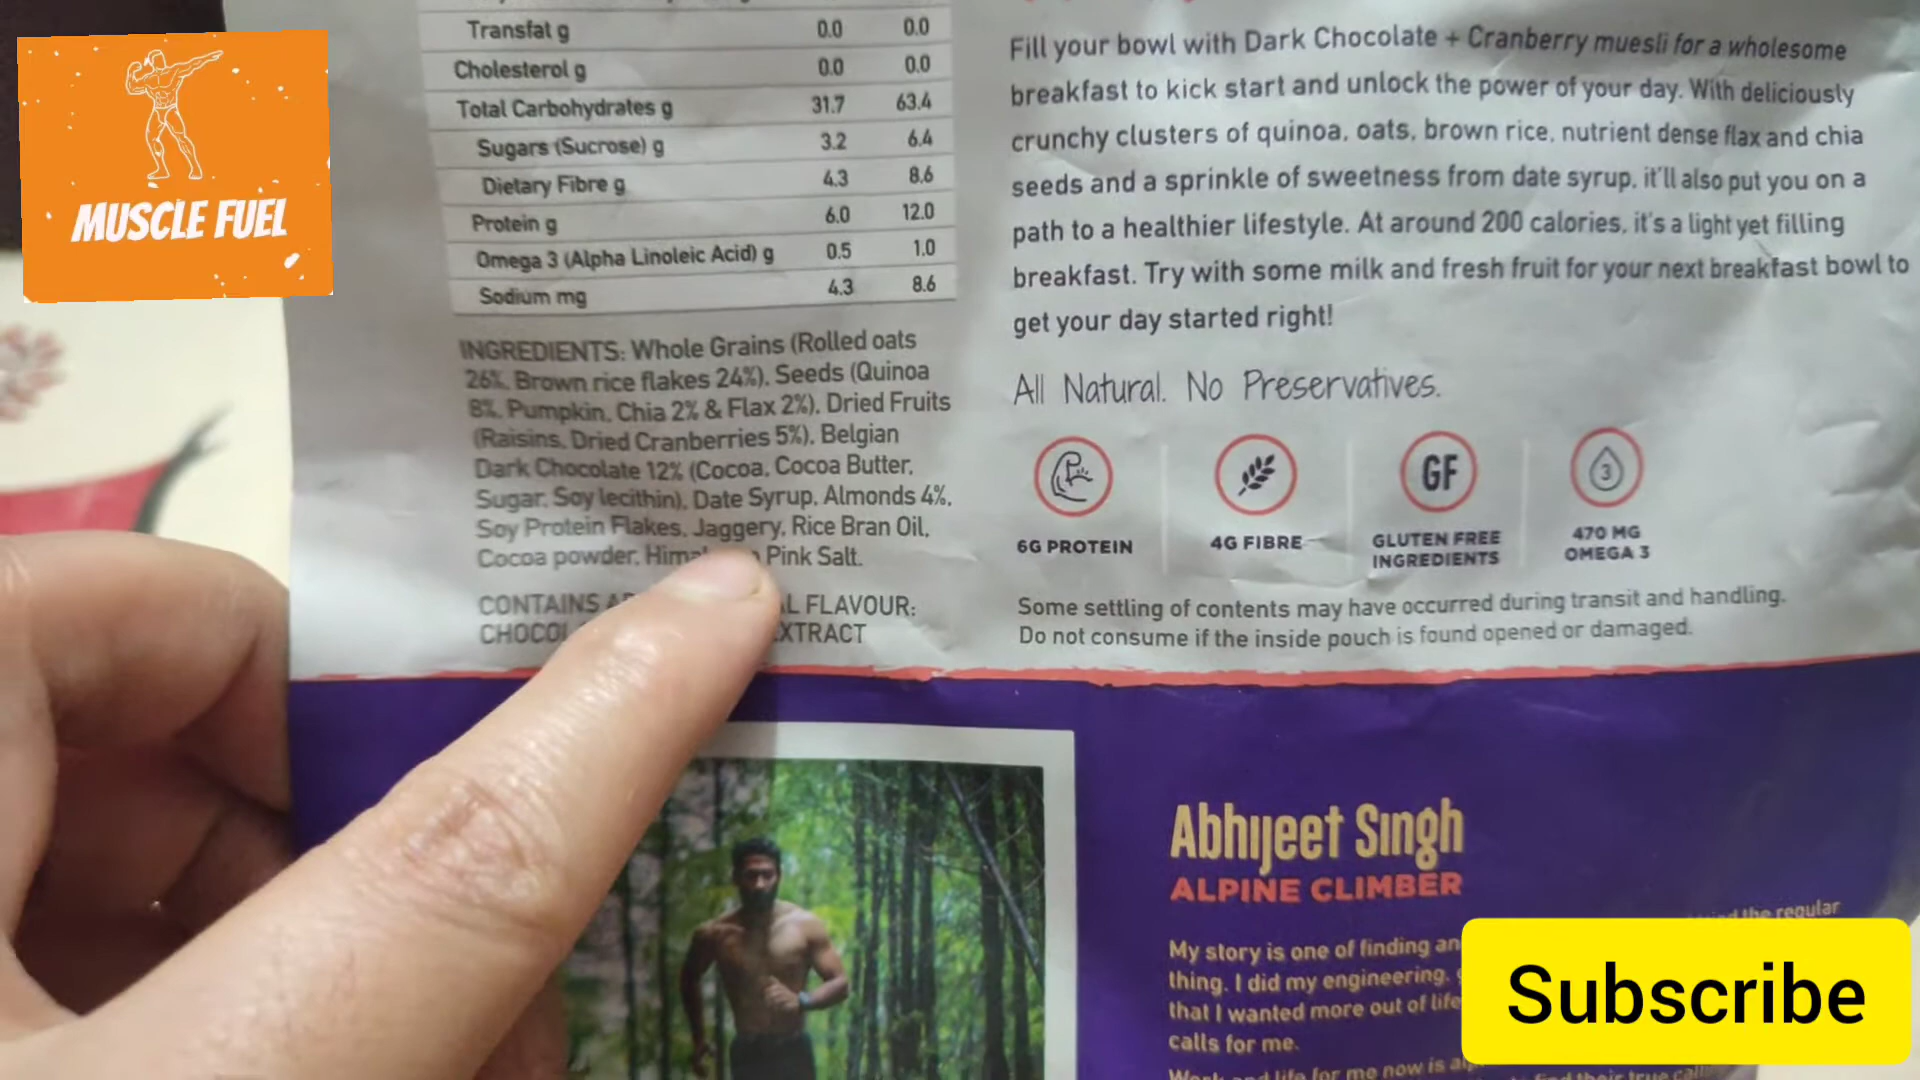 MUSCLE FUEL
Transfat g 0.0 0.0
Cholesterol g 0.0 0.0
Total Carbohydrates g 31.7 63.4
Sugars (Sucrose) g 3.2 6.4
Dietary Fibre g 4.3 8.6
Protein g 6.0 12.0
Omega 3 (Alpha Linoleic Acid) g 0.5 1.0
Sodium mg 4.3 8.6
INGREDIENTS: Whole Grains (Rolled oats
26%, Brown rice flakes 24%), Seeds (Quinoa
8%, Pumpkin, Chia 2% & Flax 2%), Dried Fruits
(Raisins, Dried Cranberries 5%), Belgian
Dark Chocolate 12% (Cocoa, Cocoa Butter,
Sugar, Soy lecithin), Date Syrup, Almonds 4%,
Soy Protein Flakes, Jaggery, Rice Bran Oil,
Cocoa powder, Pink Salt.
CONTAINS FLAVOUR:
Fill your bowl with Dark Chocolate + Cranberry muesli for a wholesome
breakfast to kick start and unlock the power of your day. With deliciously
crunchy clusters of quinoa, oats, brown rice, nutrient dense flax and chia
seeds and a sprinkle of sweetness from date syrup, it'll also put you on a
path to a healthier lifestyle. At around 200 calories, it's a light yet filling
breakfast. Try with some milk and fresh fruit for your next breakfast bowl to
get your day started right!
All Natural. No Preservatives.
GF
3
6G PROTEIN
4G FIBRE
GLUTEN FREE
INGREDIENTS
470 MG
OMEGA 3
Some settling of contents may have occurred during transit and handling.
Do not consume if the inside pouch is found opened or damaged.
Abhijeet Singh
ALPINE CLIMBER
the regular
My story is one of finding
thing. I did my engineering.
that I wanted more out of life
calls for me.
life for me now is
find their true
Subscribe